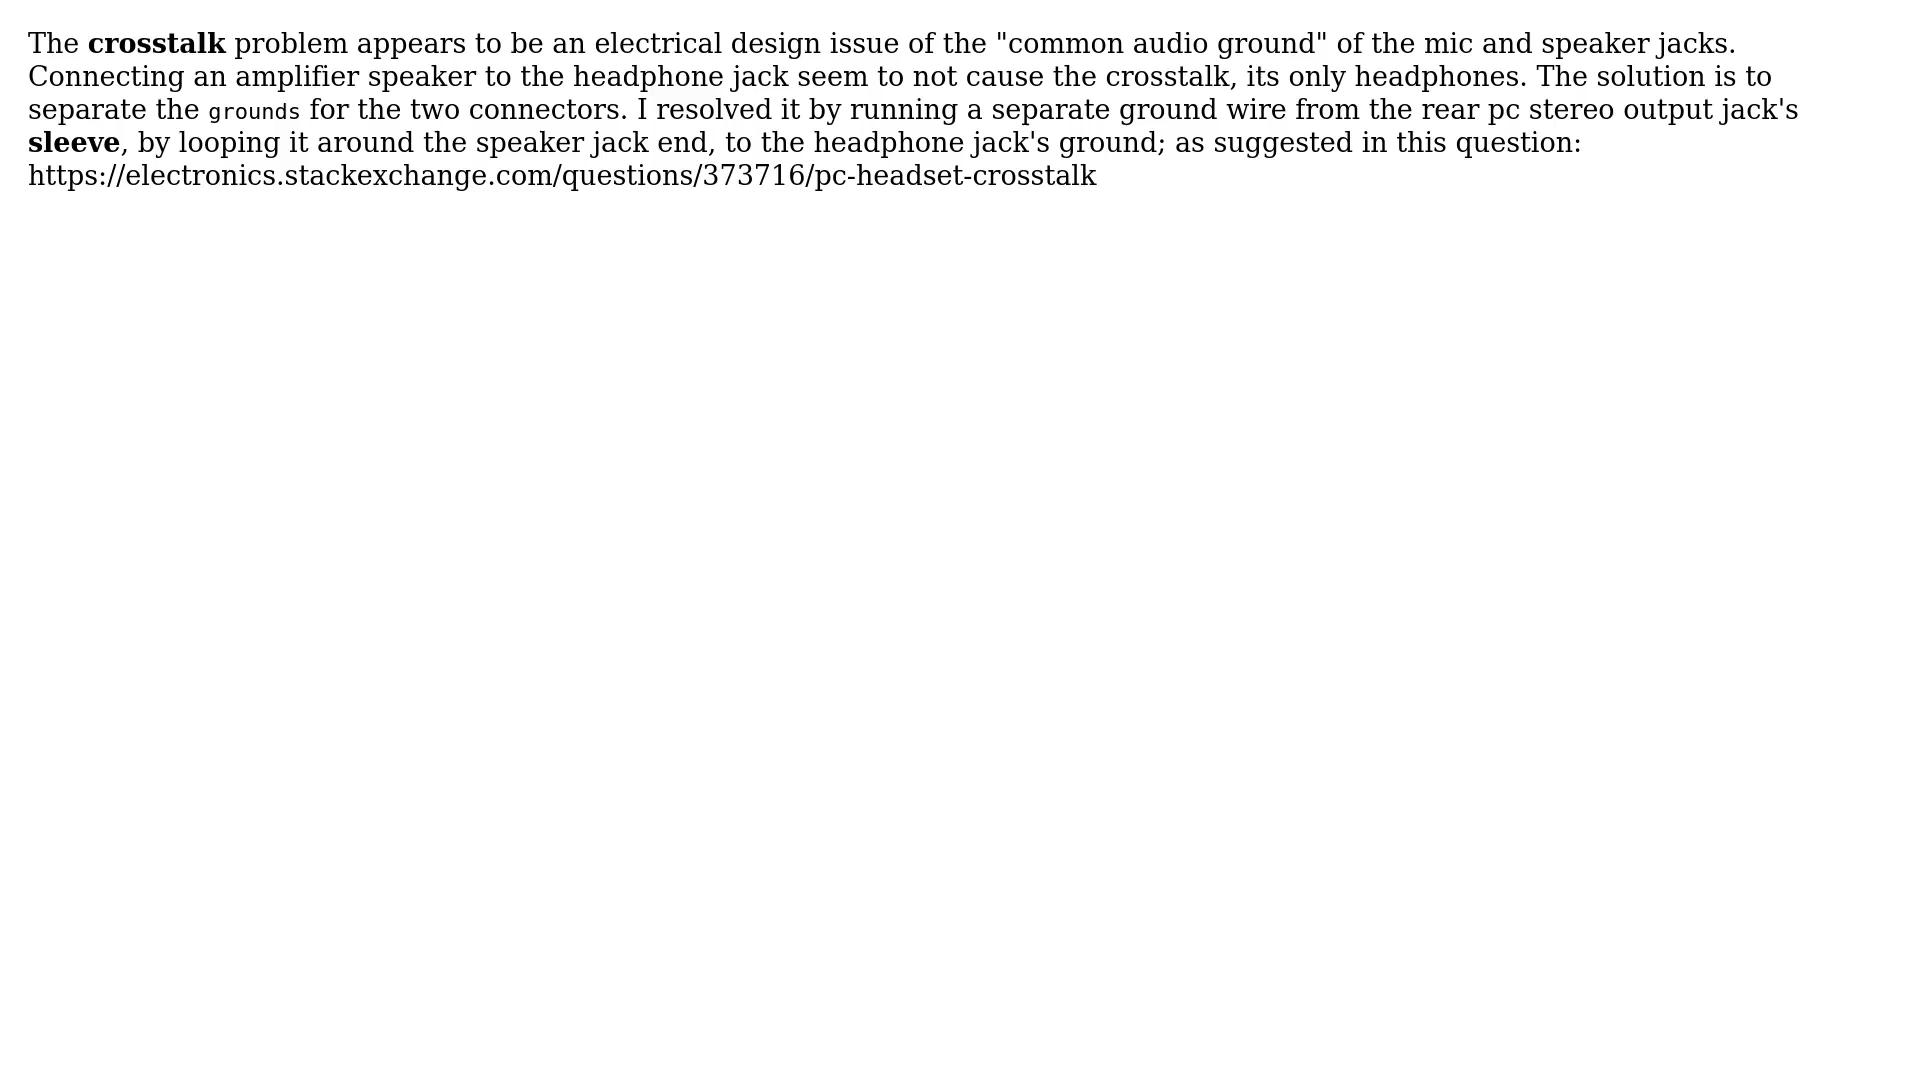 The crosstalk problem appears to be an electrical design issue of the "common audio ground" of the mic and speaker jacks.
Connecting an amplifier speaker to the headphone jack seem to not cause the crosstalk, its only headphones. The solution is to
separate the grounds for the two connectors. I resolved it by running a separate ground wire from the rear pc stereo output jack's
sleeve, by looping it around the speaker jack end, to the headphone jack's ground; as suggested in this question:
https://electronics.stackexchange.com/questions/373716/pc-headset-crosstalk